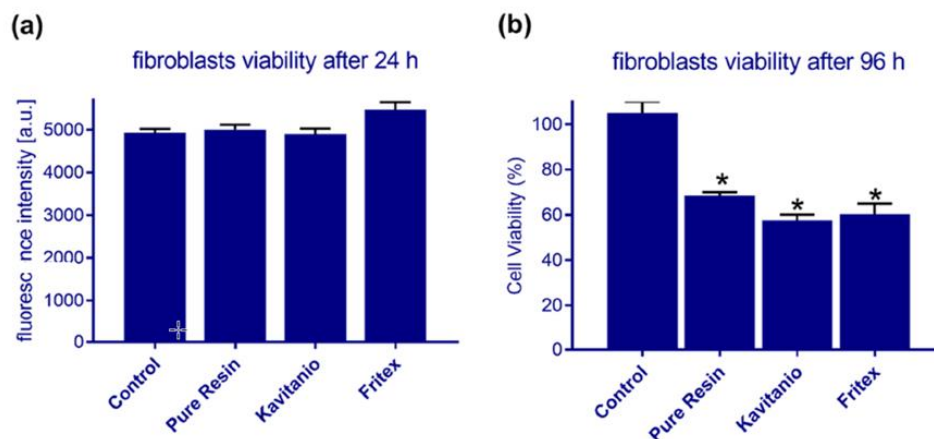 (a)
fibroblasts viability after 24 h
fluoresc nce intensity [a.u.]
5000
4000
3000
2000
1000
0
Control
Pure Resin
Kavitanio
Fritex
(b)
fibroblasts viability after 96 h
Cell Viability (%)
100
80
60
40
20
0
*
*
*
Control
Pure Resin
Kavitanio
Fritex